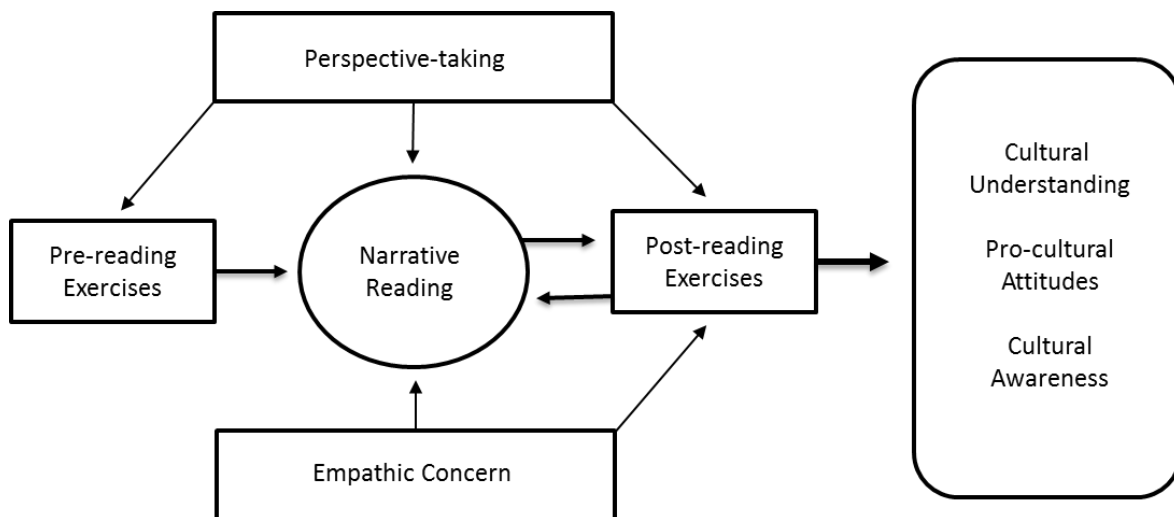 Perspective-taking
Pre-reading
Exercises
Narrative
Reading
Post-reading
Exercises
Empathic Concern
Cultural
Understanding
Pro-cultural
Attitudes
Cultural
Awareness